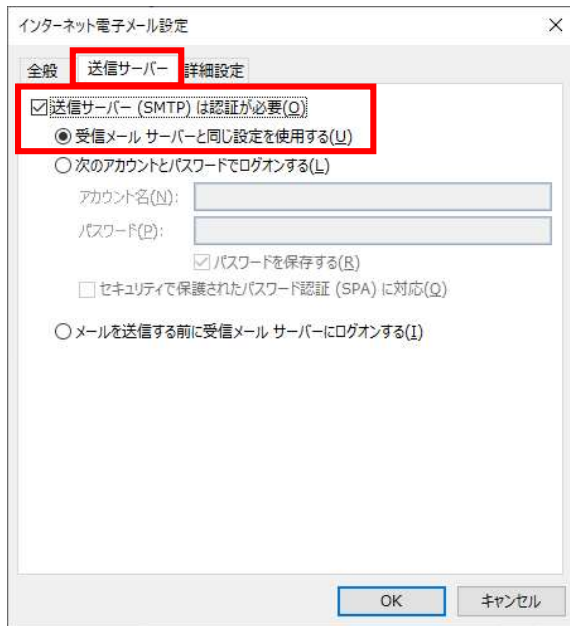 インターネット電子メール設定
全般 送信サーバー 詳細設定
送信サーバー (SMTP) は認証が必要(O)
受信メール サーバーと同じ設定を使用する(U)
次のアカウントとパスワードでログオンする(L)
アカウント名(N):
パスワード(P):
パスワードを保存する(R)
セキュリティで保護されたパスワード認証 (SPA) に対応(Q)
メールを送信する前に受信メール サーバーにログオンする(I)
OK キャンセル